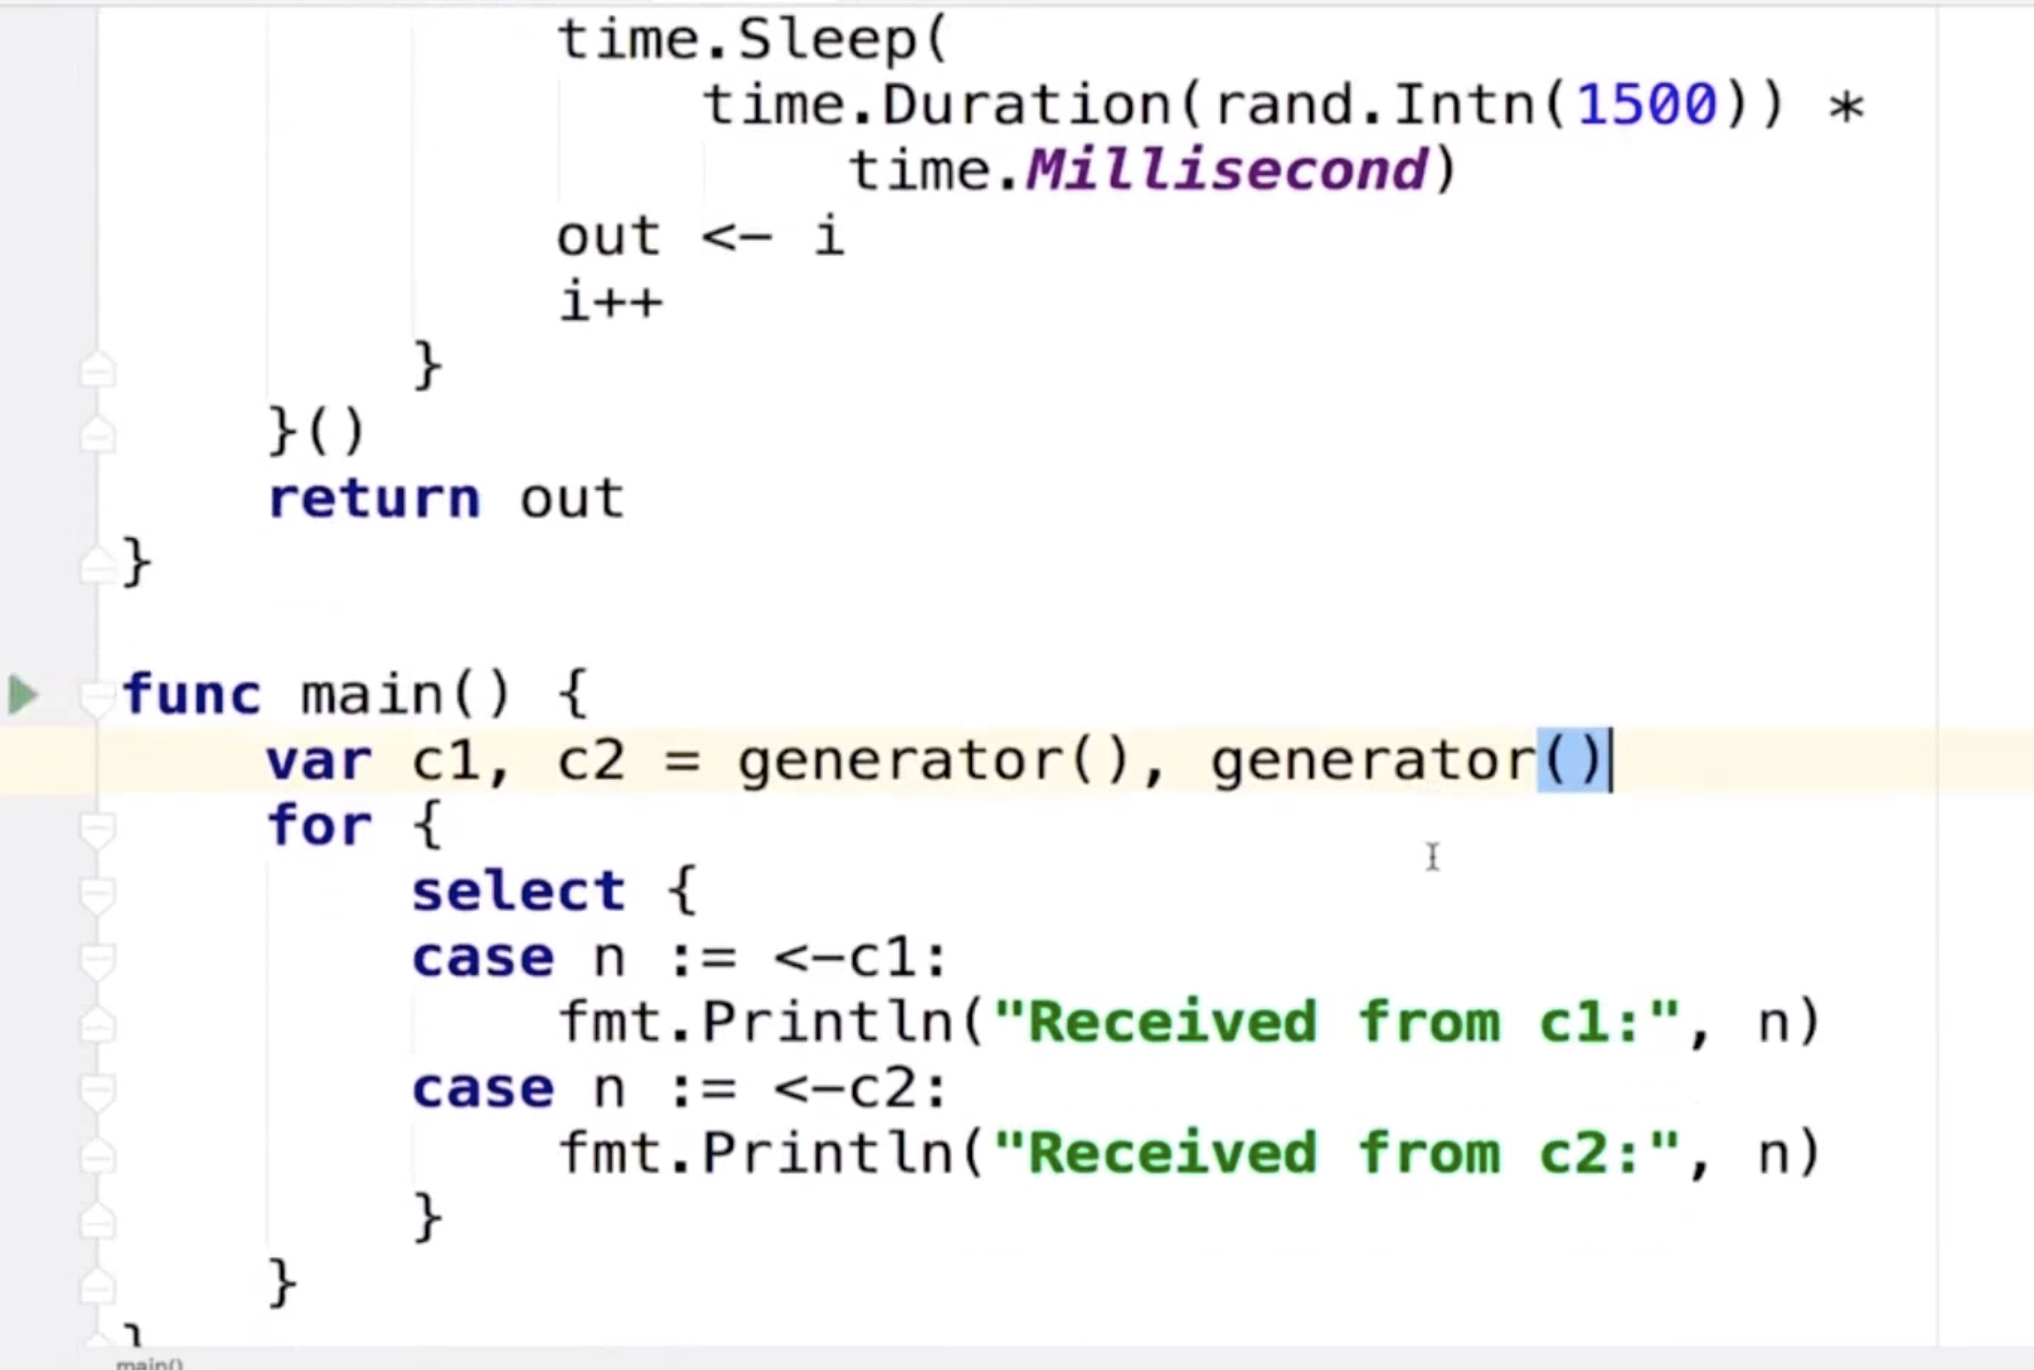 time.Sleep(
time.Duration(rand.Intn(1500)) *
time.Millisecond)
out <- i
i++
}
}()
return out
}
func main() {
var c1, c2 = generator(), generator()
for {
select {
case n := <-c1:
fmt.Println("Received from c1:", n)
case n := <-c2:
fmt.Println("Received from c2:", n)
}
}
}
main()